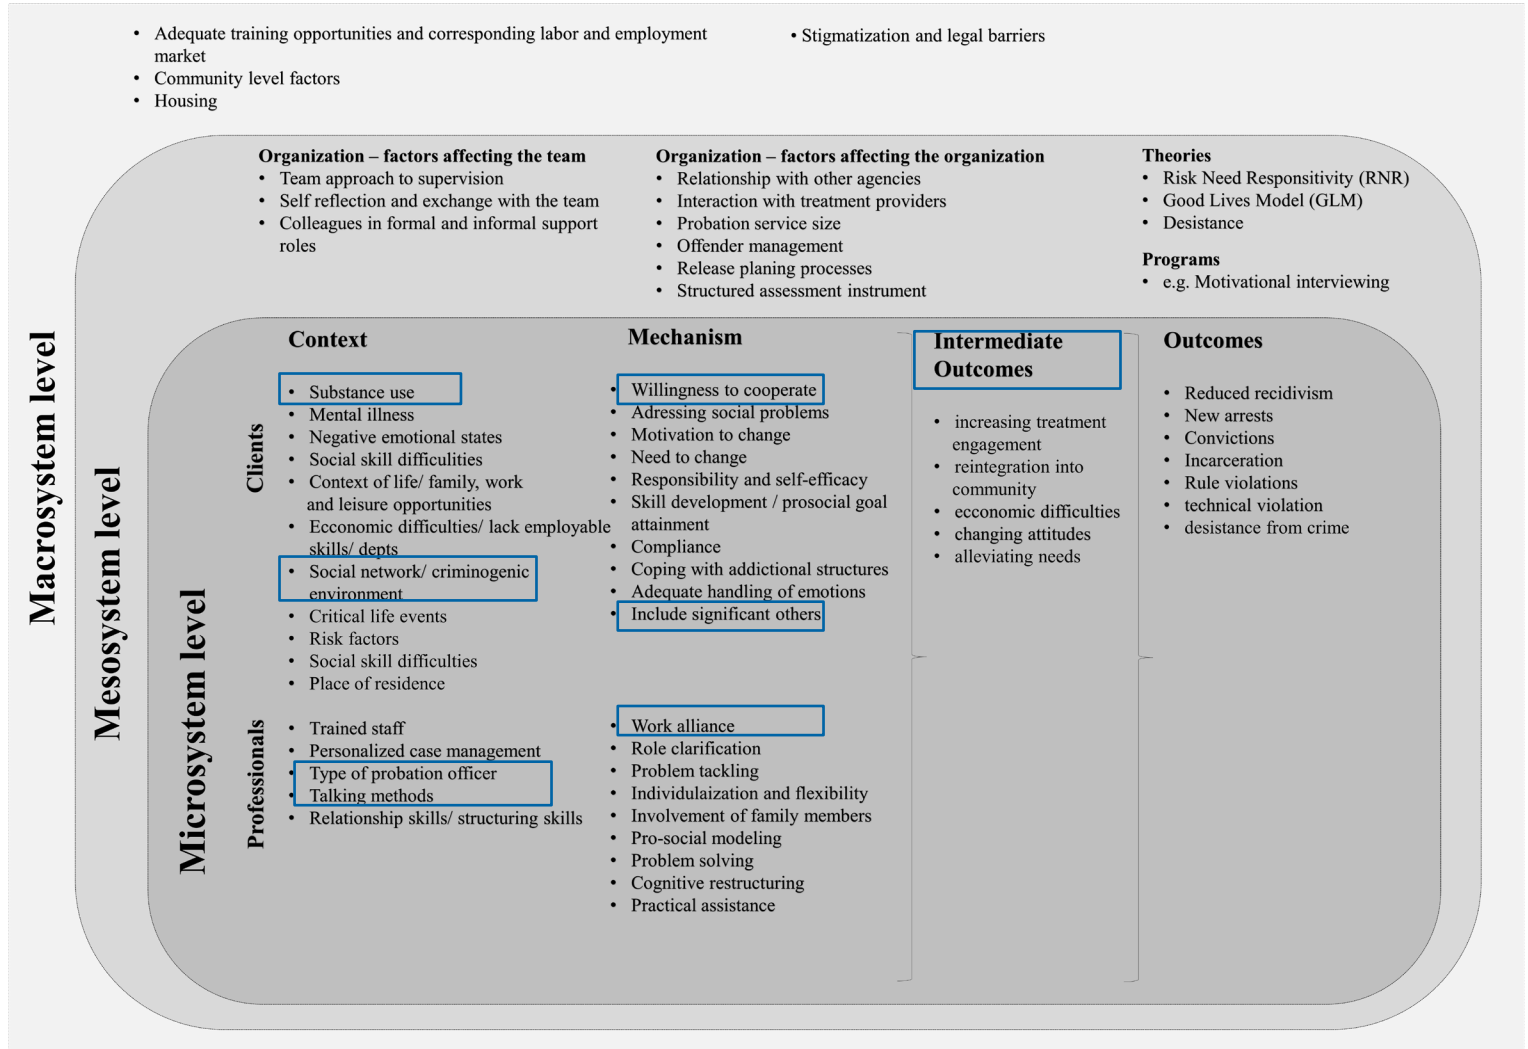 • Adequate training opportunities and corresponding labor and employment
market
• Community level factors
• Housing
• Stigmatization and legal barriers
Macrosystem level
Mesosystem level
Microsystem level
Organization – factors affecting the team
• Team approach to supervision
• Self reflection and exchange with the team
• Colleagues in formal and informal support
roles
Organization – factors affecting the organization
• Relationship with other agencies
• Interaction with treatment providers
• Probation service size
• Offender management
• Release planing processes
• Structured assessment instrument
Theories
• Risk Need Responsitivity (RNR)
• Good Lives Model (GLM)
• Desistance
Programs
• e.g. Motivational interviewing
Context
Clients
• Substance use
• Mental illness
• Negative emotional states
• Social skill difficulities
• Context of life/ family, work
and leisure opportunities
• Ecconomic difficulties/ lack employable
skills/ depts
• Social network/ criminogenic
environment
• Critical life events
• Risk factors
• Social skill difficulties
• Place of residence
Professionals
• Trained staff
• Personalized case management
• Type of probation officer
• Talking methods
• Relationship skills/ structuring skills
Mechanism
• Willingness to cooperate
• Adressing social problems
• Motivation to change
• Need to change
• Responsibility and self-efficacy
• Skill development / prosocial goal
attainment
• Compliance
• Coping with addictional structures
• Adequate handling of emotions
• Include significant others
• Work alliance
• Role clarification
• Problem tackling
• Individulaization and flexibility
• Involvement of family members
• Pro-social modeling
• Problem solving
• Cognitive restructuring
• Practical assistance
Intermediate
Outcomes
• increasing treatment
engagement
• reintegration into
community
• ecconomic difficulties
• changing attitudes
• alleviating needs
Outcomes
• Reduced recidivism
• New arrests
• Convictions
• Incarceration
• Rule violations
• technical violation
• desistance from crime